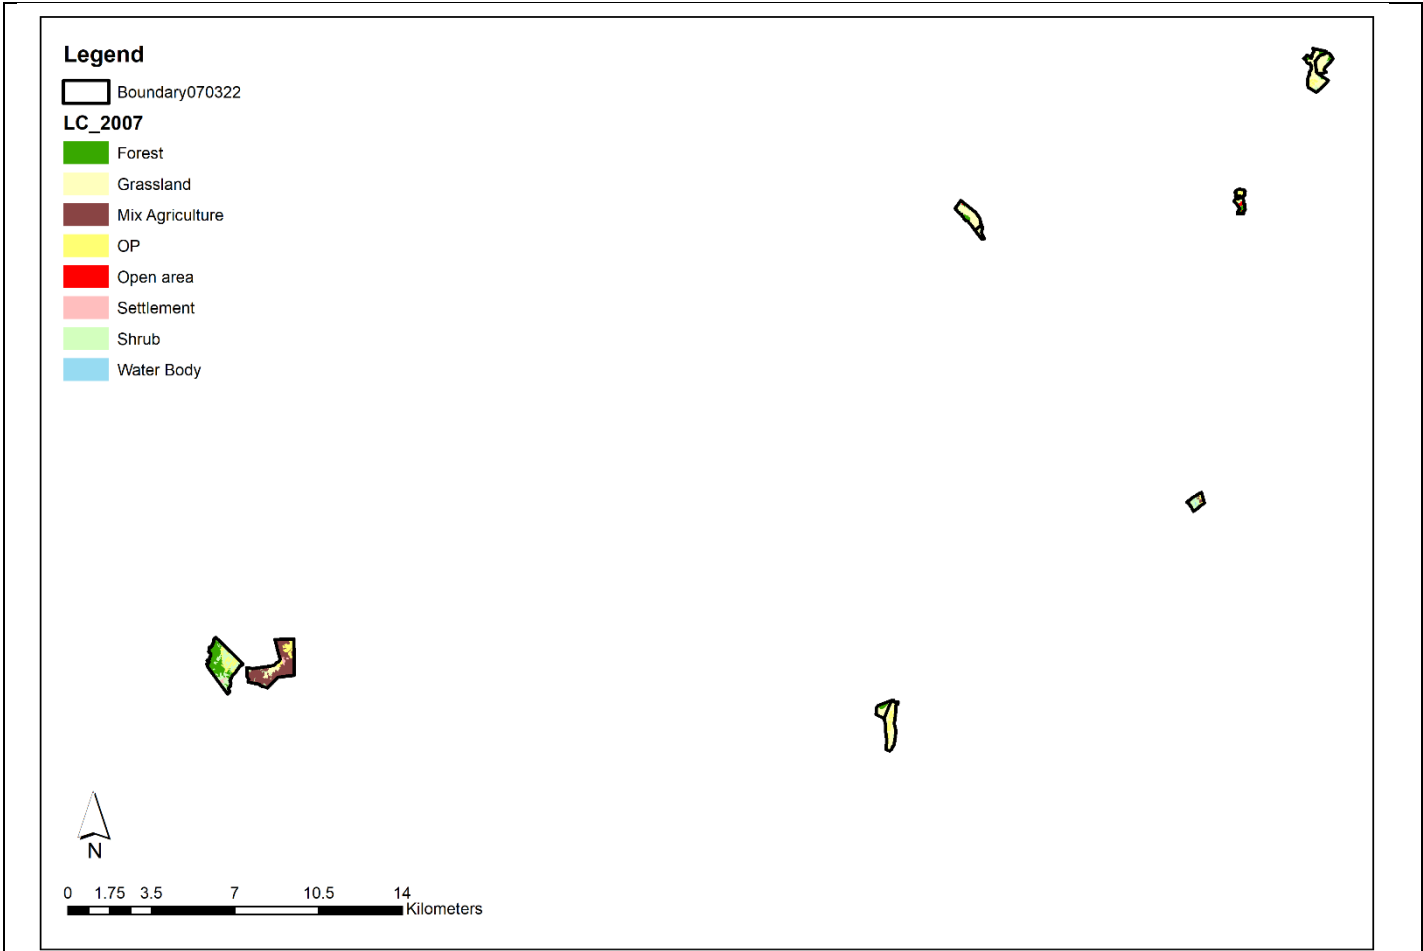 Legend
Boundary070322
LC_2007
Forest
Grassland
Mix Agriculture
OP
Open area
Settlement
Shrub
Water Body
N
0 1.75 3.5 7 10.5 14
Kilometers